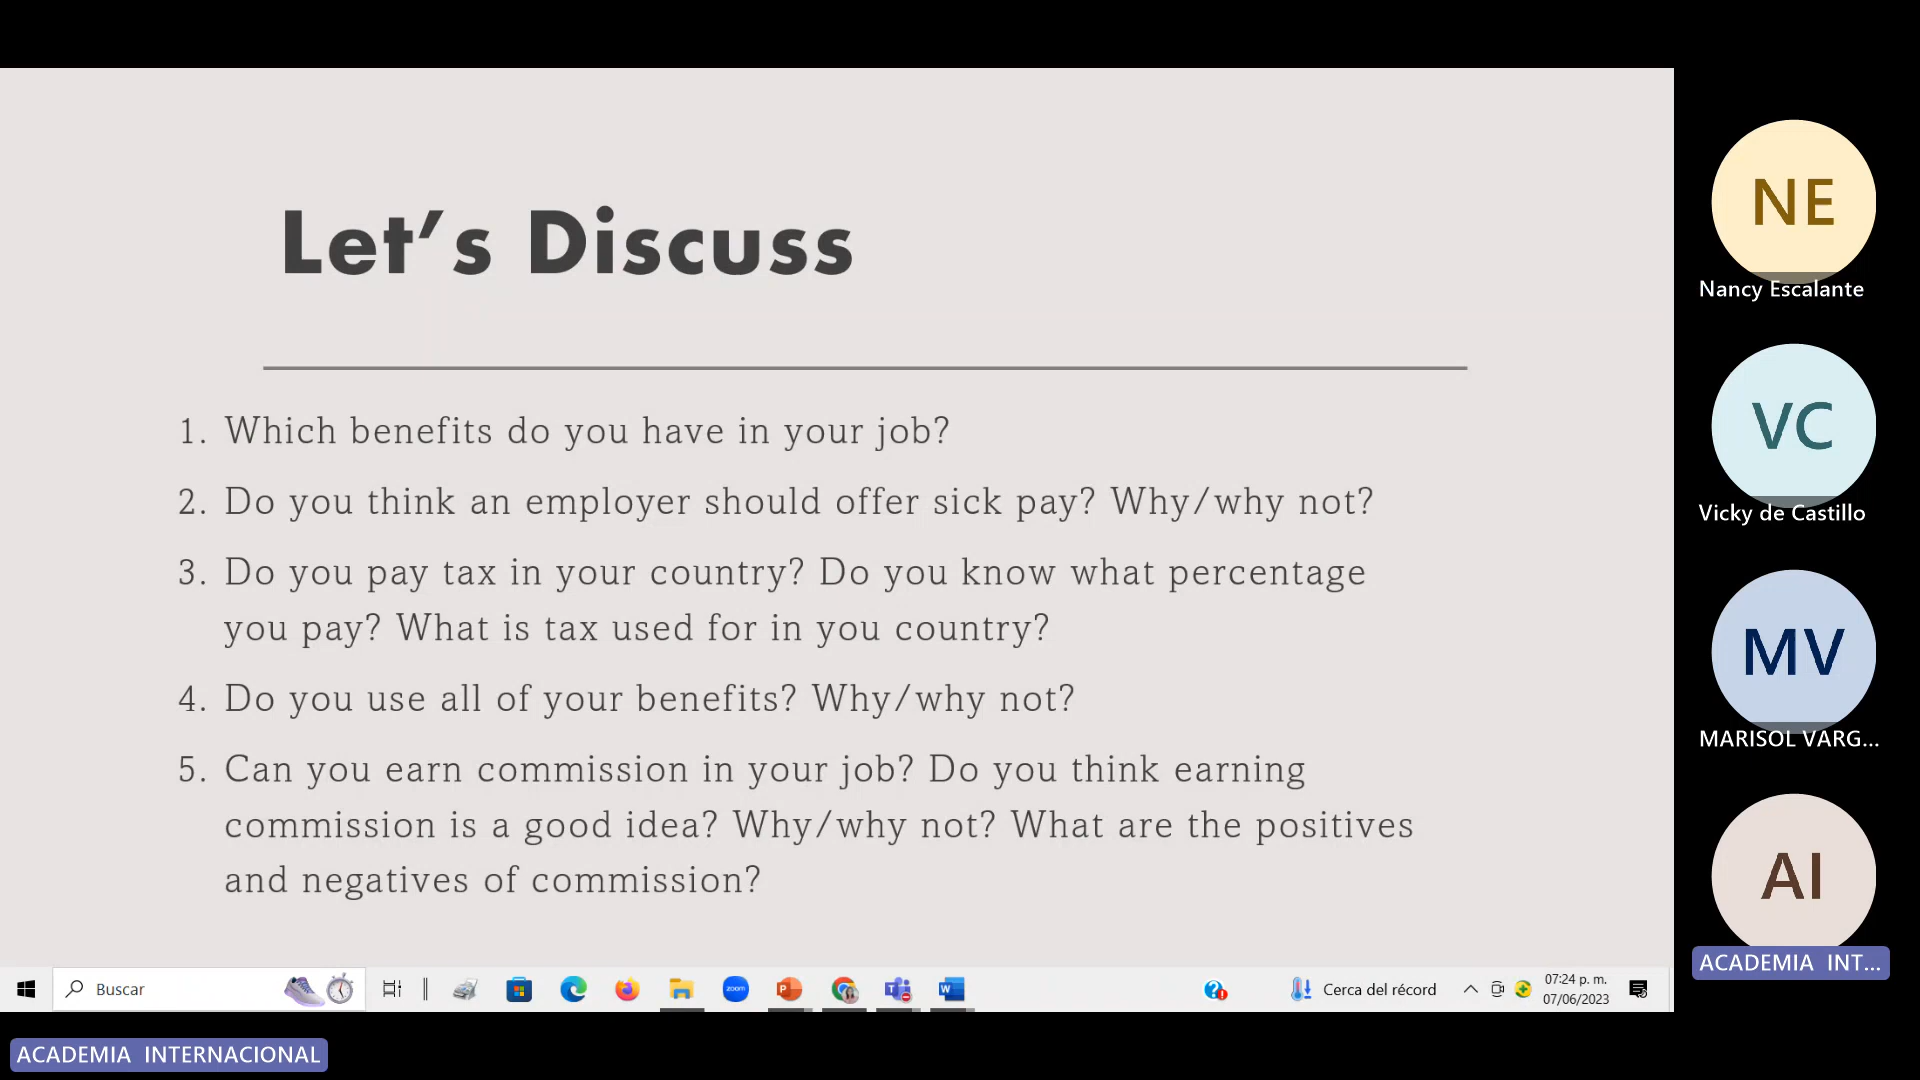 Let's Discuss
1. Which benefits do you have in your job?
2. Do you think an employer should offer sick pay? Why/why not?
3. Do you pay tax in your country? Do you know what percentage
you pay? What is tax used for in you country?
4. Do you use all of your benefits? Why/why not?
5. Can you earn commission in your job? Do you think earning
commission is a good idea? Why/why not? What are the positives
and negatives of commission?
NE
Nancy Escalante
VC
Vicky de Castillo
MV
MARISOL VARG...
AI
ACADEMIA INT...
Buscar
zoom
Cerca del récord
07:24 p. m.
07/06/2023
ACADEMIA INTERNACIONAL